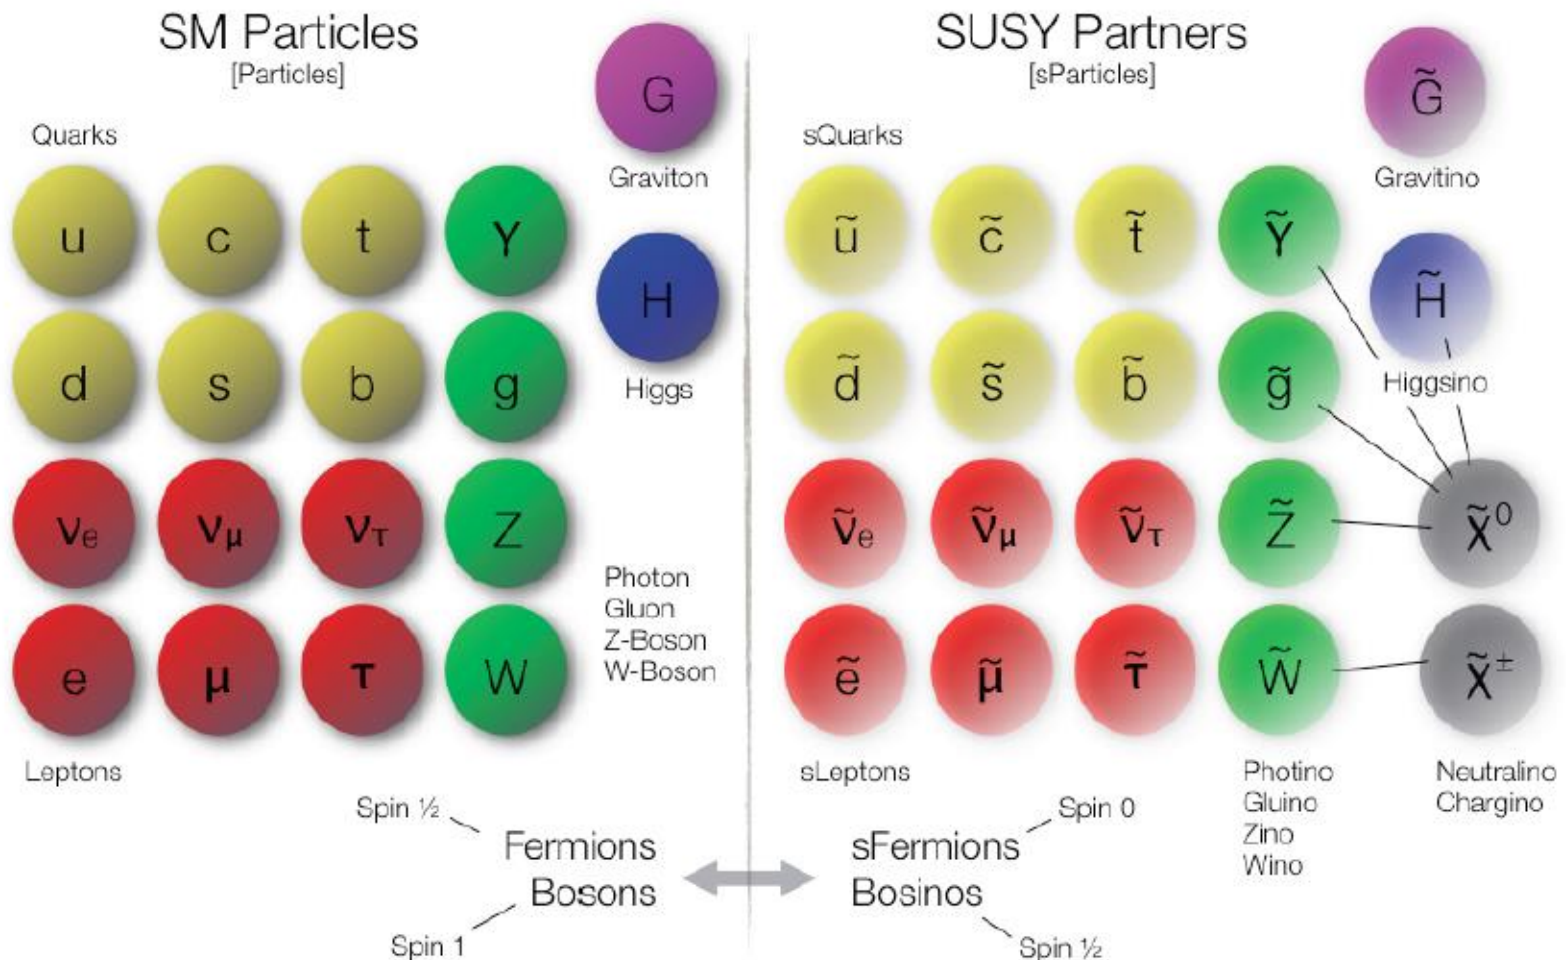 SM Particles
[Particles]
Quarks
u c t γ
d s b g
νe νμ ντ Z
e μ τ W
Leptons
G
Graviton
H
Higgs
Photon
Gluon
Z-Boson
W-Boson
Spin ½
Fermions
Bosons
Spin 1
SUSY Partners
[sParticles]
sQuarks
ũ c̃ t̃ γ̃
d̃ s̃ b̃ g̃
ν̃e ν̃μ ν̃τ Z̃
ẽ μ̃ τ̃ W̃
sLeptons
G̃
Gravitino
H̃
Higgsino
χ̃⁰
χ̃±
Photino
Gluino
Zino
Wino
Neutralino
Chargino
Spin 0
sFermions
Bosinos
Spin ½